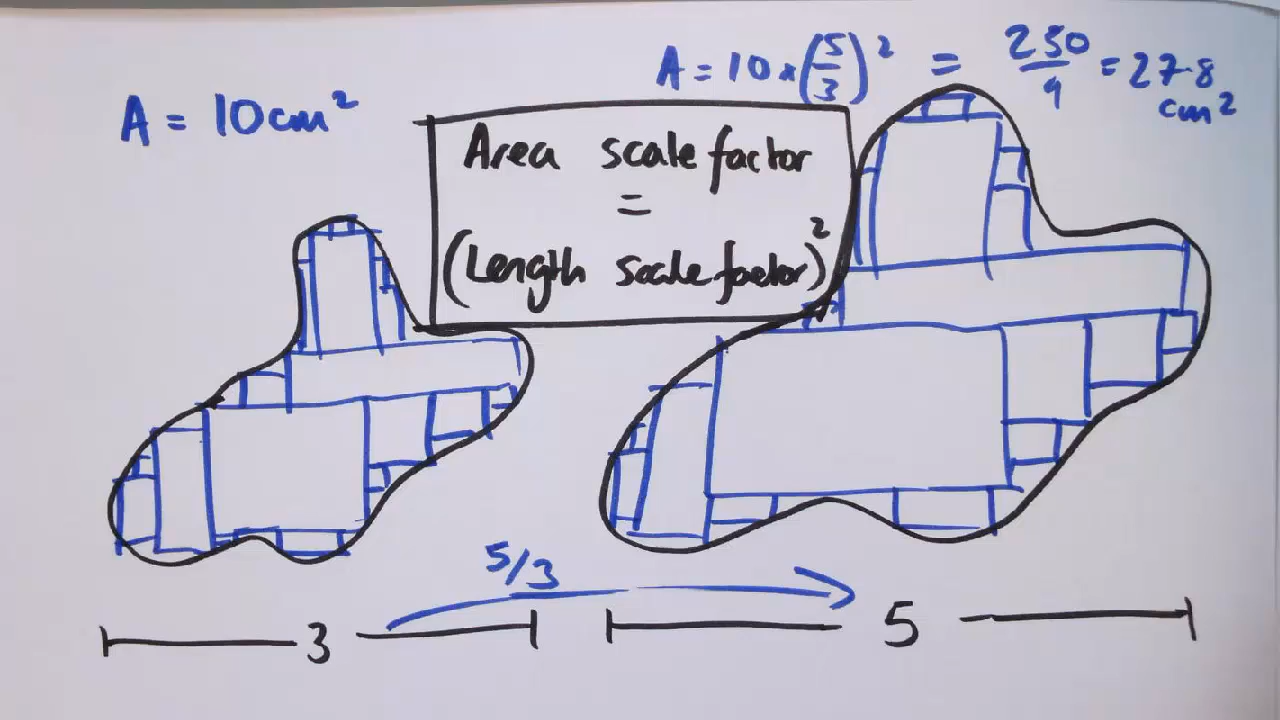 A = 10cm²
A = 10 × (5/3)² = 250/9 = 27.8 cm²
Area scale factor
=
(Length scale factor)²
5/3
3
5